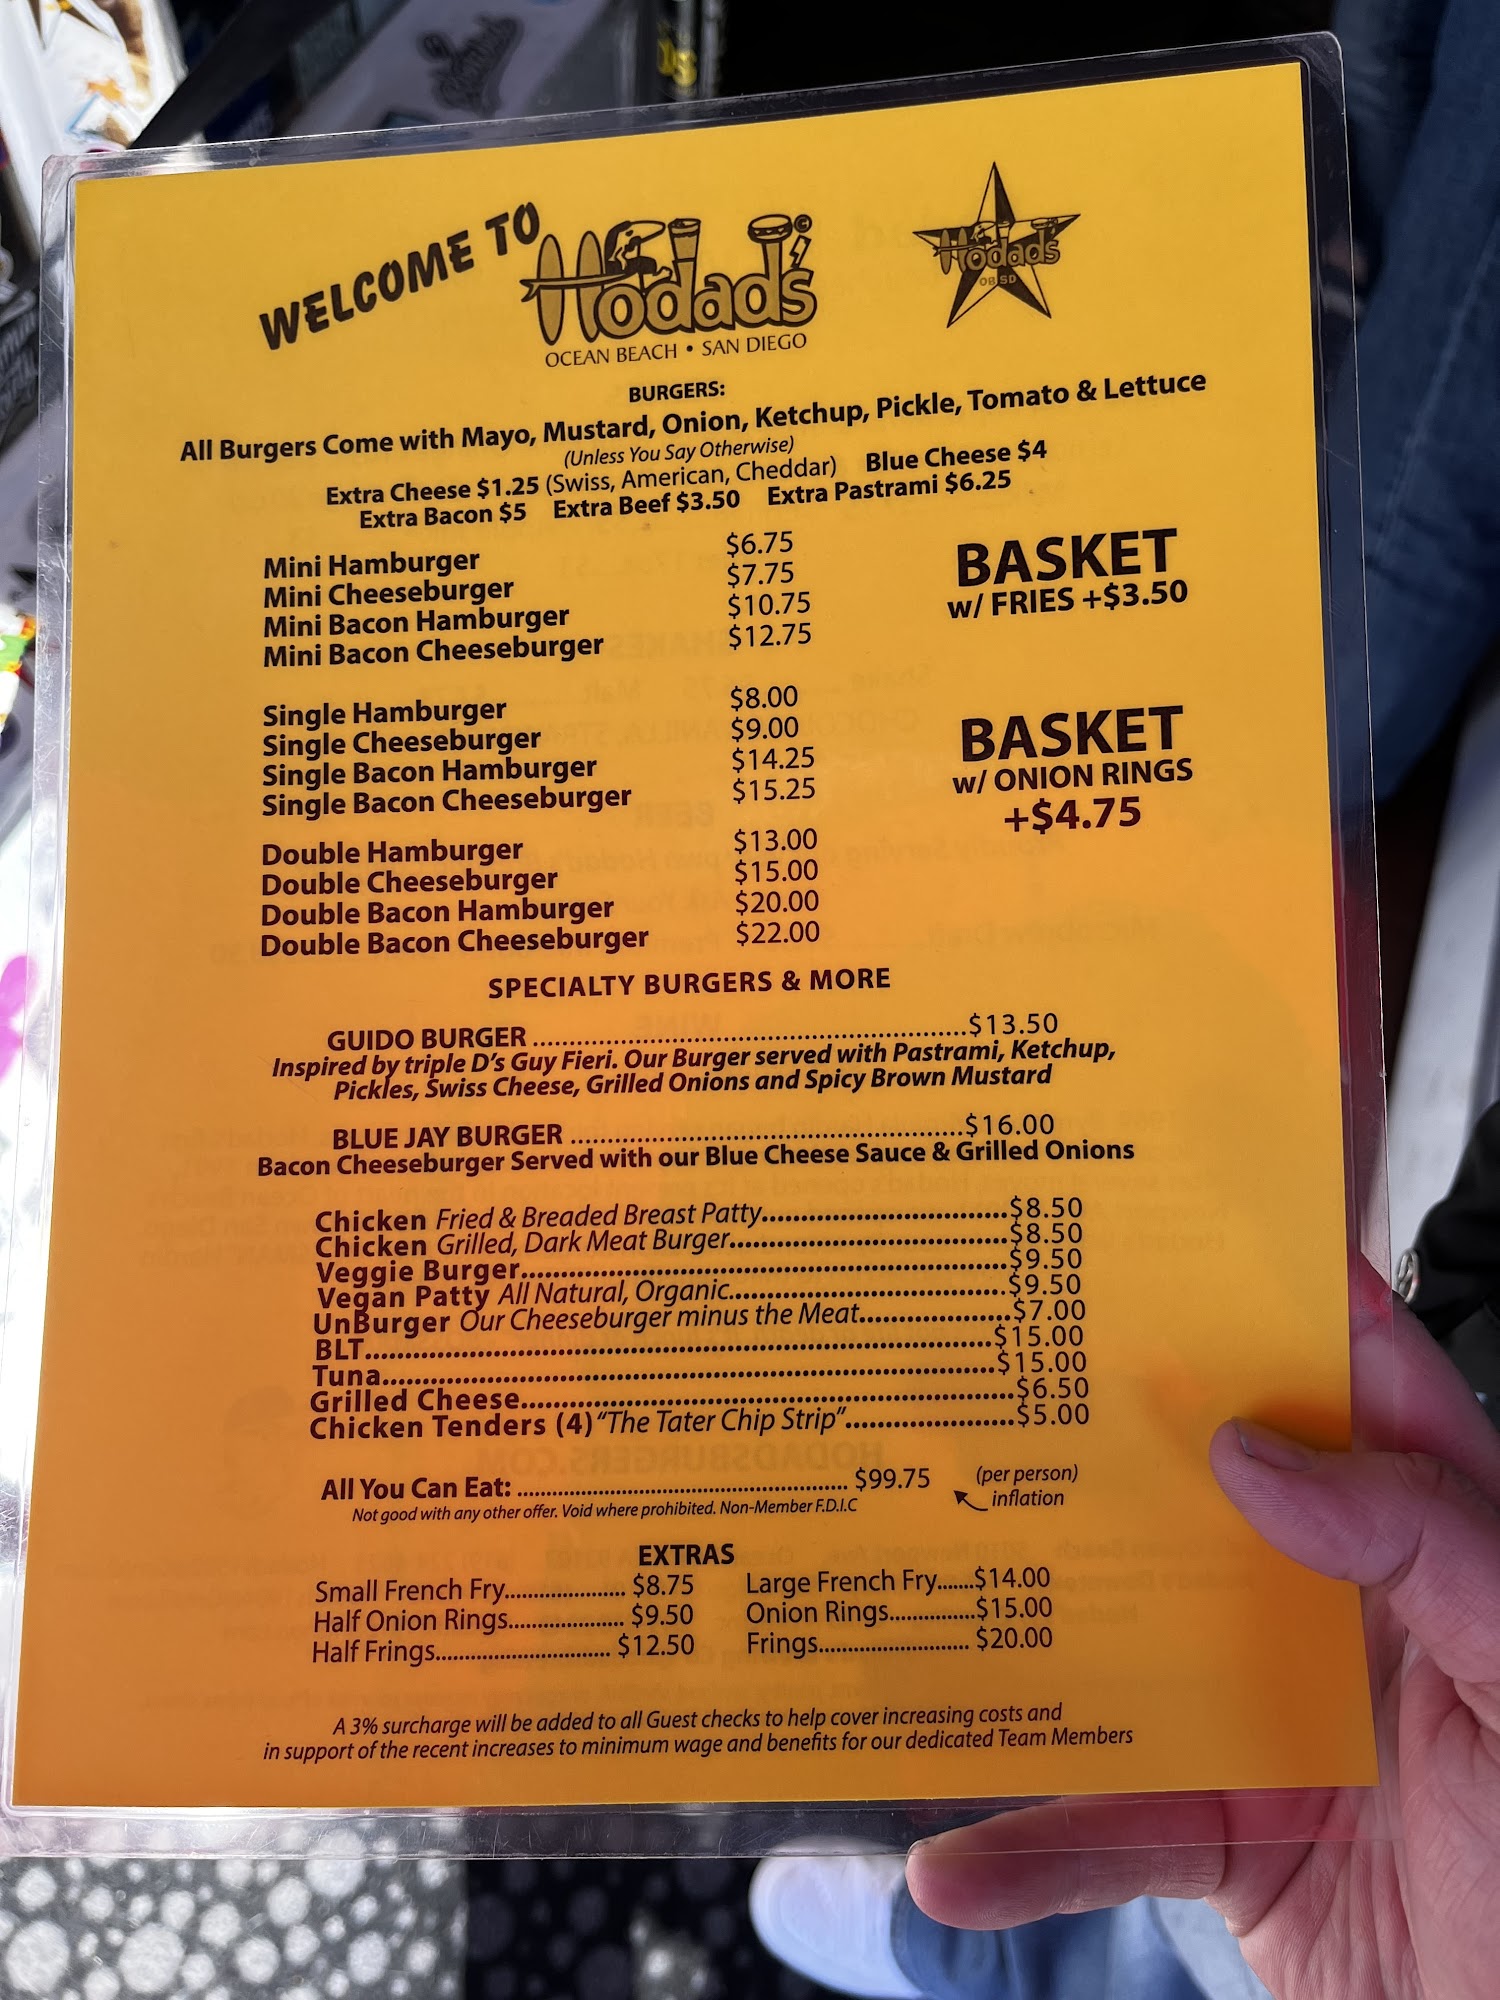 WELCOME TO Hodad's ©
OCEAN BEACH • SAN DIEGO
Hodad's
OB SD
BURGERS:
All Burgers Come with Mayo, Mustard, Onion, Ketchup, Pickle, Tomato & Lettuce
(Unless You Say Otherwise)
Extra Cheese $1.25 (Swiss, American, Cheddar) Blue Cheese $4
Extra Bacon $5 Extra Beef $3.50 Extra Pastrami $6.25
Mini Hamburger $6.75
Mini Cheeseburger $7.75
Mini Bacon Hamburger $10.75
Mini Bacon Cheeseburger $12.75
BASKET
w/ FRIES +$3.50
Single Hamburger $8.00
Single Cheeseburger $9.00
Single Bacon Hamburger $14.25
Single Bacon Cheeseburger $15.25
BASKET
w/ ONION RINGS
+$4.75
Double Hamburger $13.00
Double Cheeseburger $15.00
Double Bacon Hamburger $20.00
Double Bacon Cheeseburger $22.00
SPECIALTY BURGERS & MORE
GUIDO BURGER ........ $13.50
Inspired by triple D's Guy Fieri. Our Burger served with Pastrami, Ketchup,
Pickles, Swiss Cheese, Grilled Onions and Spicy Brown Mustard
BLUE JAY BURGER ........ $16.00
Bacon Cheeseburger Served with our Blue Cheese Sauce & Grilled Onions
Chicken Fried & Breaded Breast Patty........$8.50
Chicken Grilled, Dark Meat Burger........$8.50
Veggie Burger........$9.50
Vegan Patty All Natural, Organic........$9.50
UnBurger Our Cheeseburger minus the Meat........$7.00
BLT........$15.00
Tuna........$15.00
Grilled Cheese........$6.50
Chicken Tenders (4) "The Tater Chip Strip"........$5.00
All You Can Eat: ........ $99.75 (per person)
inflation
Not good with any other offer. Void where prohibited. Non-Member F.D.I.C
EXTRAS
Small French Fry........ $8.75 Large French Fry.......$14.00
Half Onion Rings........ $9.50 Onion Rings........$15.00
Half Frings........ $12.50 Frings........ $20.00
A 3% surcharge will be added to all Guest checks to help cover increasing costs and
in support of the recent increases to minimum wage and benefits for our dedicated Team Members